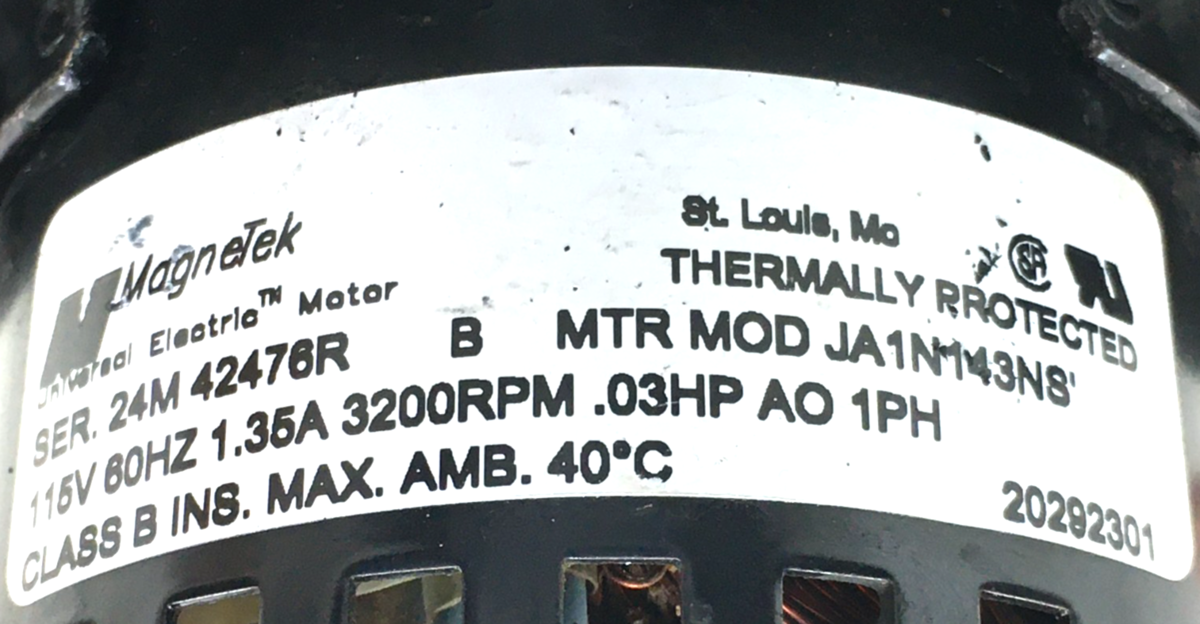 MagneTek
Universal Electric™ Motor
St. Louis, Mo
THERMALLY PROTECTED
SER. 24M 42476R B MTR MOD JA1N143NS'
115V 60HZ 1.35A 3200RPM .03HP AO 1PH
CLASS B INS. MAX. AMB. 40°C
20292301